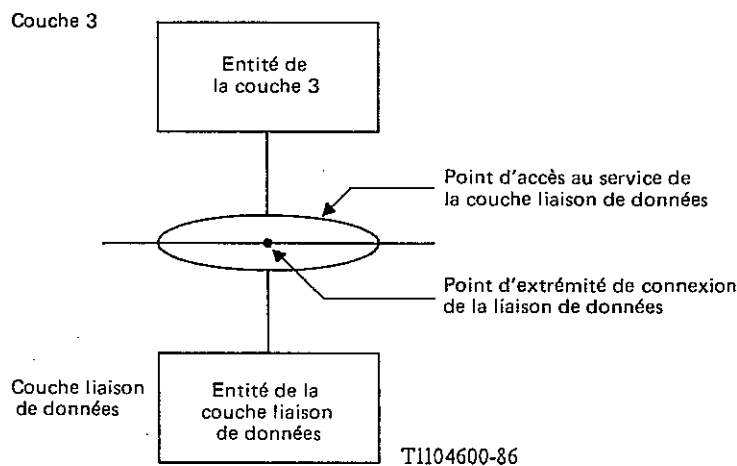 Couche 3
Entité de
la couche 3
Point d'accès au service de
la couche liaison de données
Point d'extrémité de connexion
de la liaison de données
Couche liaison
de données
Entité de la
couche liaison
de données
T1104600-86